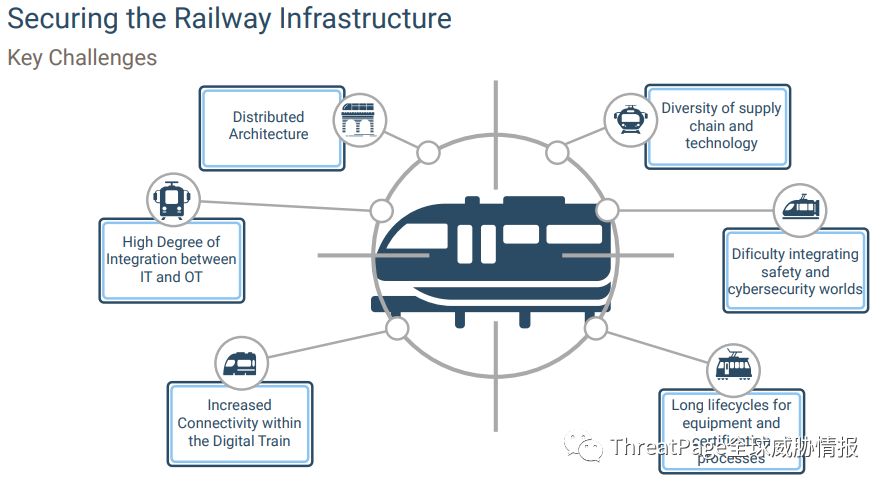 Securing the Railway Infrastructure
Key Challenges
Distributed
Architecture
Diversity of supply
chain and
technology
High Degree of
Integration between
IT and OT
Dificulty integrating
safety and
cybersecurity worlds
Increased
Connectivity within
the Digital Train
Long lifecycles for
equipment and
certification
processes
ThreatPage全球威胁情报